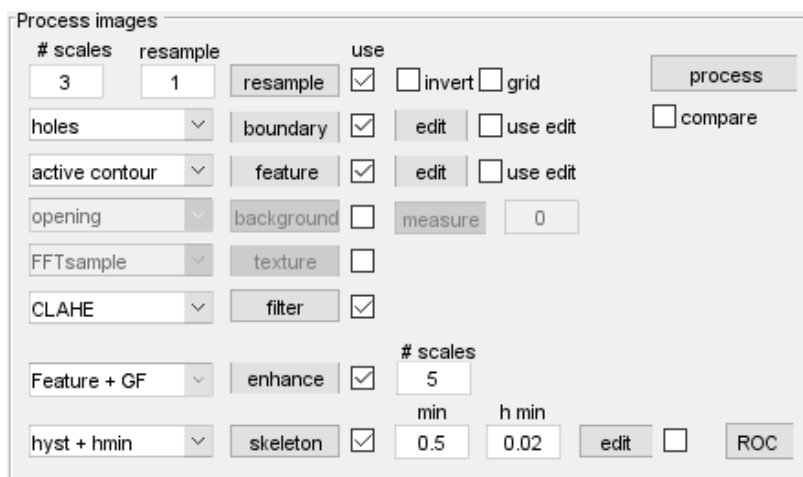 Process images
# scales resample use
3 1 resample invert grid process
holes boundary edit use edit compare
active contour feature edit use edit
opening background measure 0
FFTsample texture
CLAHE filter
# scales
Feature + GF enhance 5
min h min
hyst + hmin skeleton 0.5 0.02 edit ROC